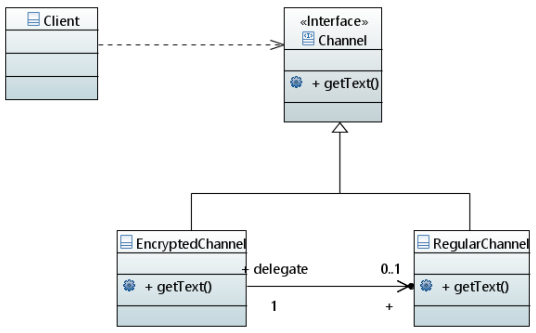 Client
«Interface»
Channel
+ getText()
EncryptedChannel
+ getText()
+ delegate
0..1
1
+
RegularChannel
+ getText()